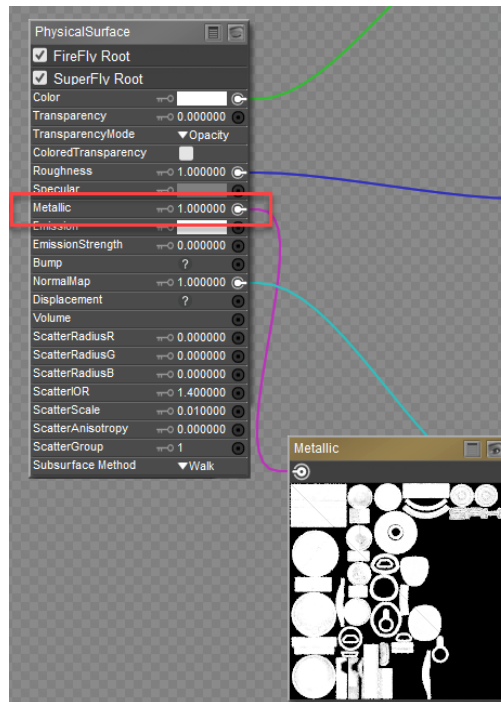 PhysicalSurface
FireFly Root
SuperFly Root
Color
Transparency 0.000000
TransparencyMode Opacity
ColoredTransparency
Roughness 1.000000
Specular
Metallic 1.000000
Emission
EmissionStrength 0.000000
Bump ?
NormalMap 1.000000
Displacement ?
Volume
ScatterRadiusR 0.000000
ScatterRadiusG 0.000000
ScatterRadiusB 0.000000
ScatterIOR 1.400000
ScatterScale 0.010000
ScatterAnisotropy 0.000000
ScatterGroup 1
Subsurface Method Walk
Metallic